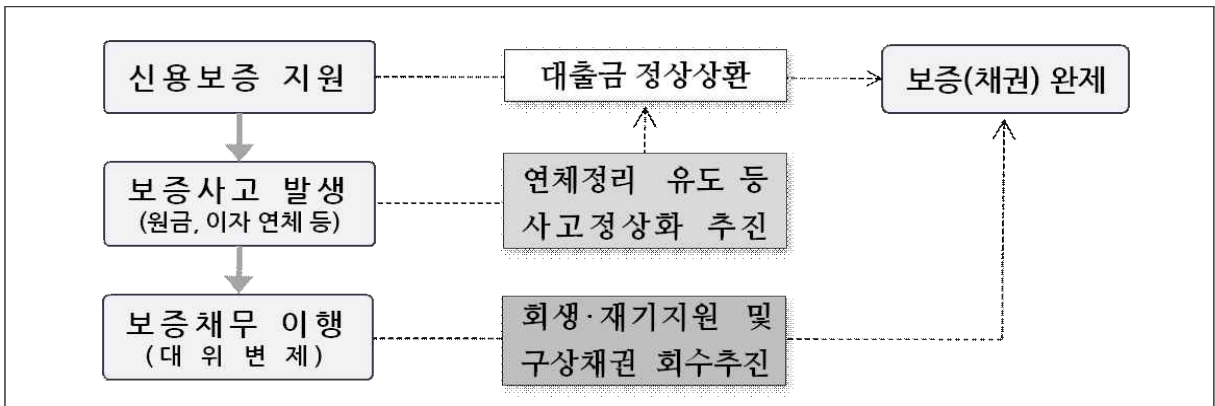 신용보증 지원
대출금 정상상환
보증(채권) 완제
보증사고 발생
(원금, 이자 연체 등)
연체정리 유도 등
사고정상화 추진
보증채무 이행
(대 위 변 제)
회생·재기지원 및
구상채권 회수추진